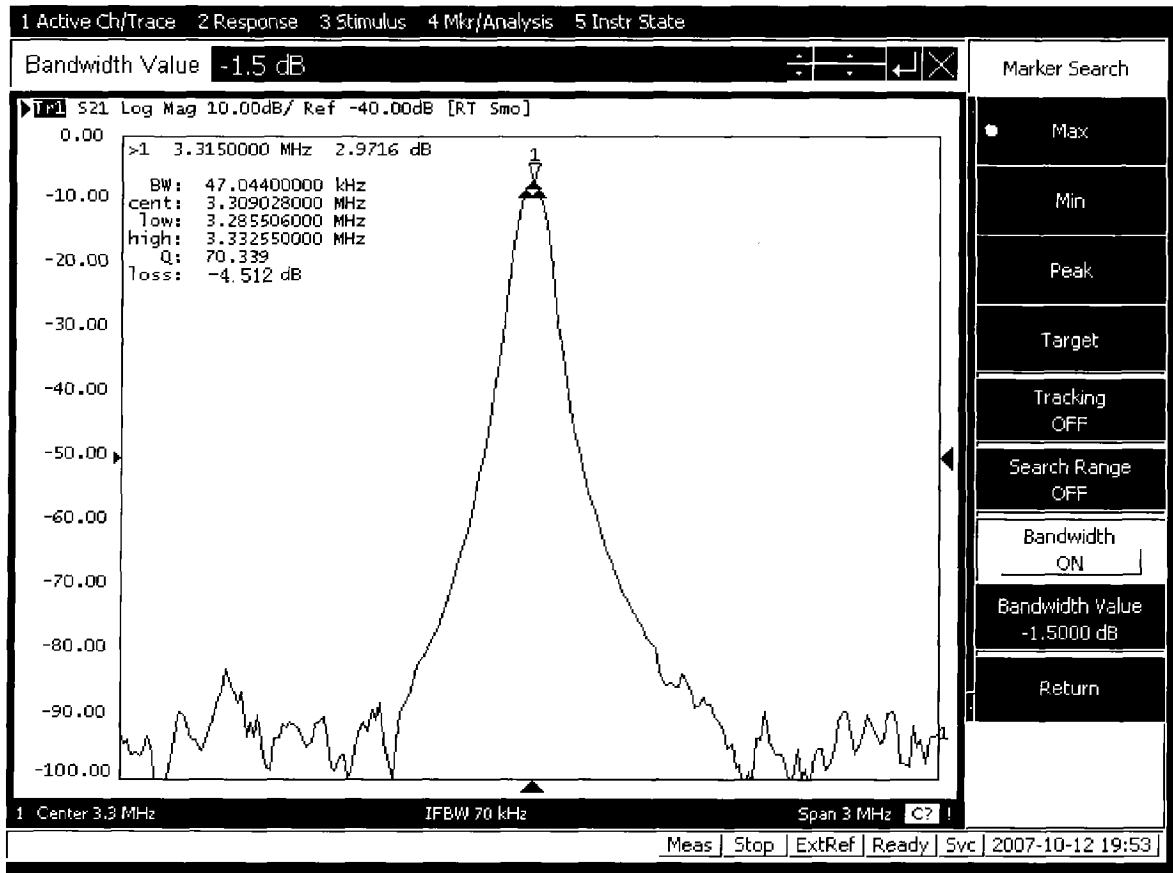 1 Active Ch/Trace 2 Response 3 Stimulus 4 Mkr/Analysis 5 Instr State
Bandwidth Value -1.5 dB
Marker Search
Tr1 S21 Log Mag 10.00dB/ Ref -40.00dB [RT Smo]
>1 3.3150000 MHz 2.9716 dB
BW: 47.04400000 kHz
cent: 3.309028000 MHz
low: 3.285506000 MHz
high: 3.332550000 MHz
Q: 70.339
loss: -4.512 dB
1
0.00
-10.00
-20.00
-30.00
-40.00
-50.00
-60.00
-70.00
-80.00
-90.00
-100.00
1
Max
Min
Peak
Target
Tracking
OFF
Search Range
OFF
Bandwidth
ON
Bandwidth Value
-1.5000 dB
Return
1 Center 3.3 MHz IFBW 70 kHz Span 3 MHz C? !
Meas Stop ExtRef Ready Svc 2007-10-12 19:53